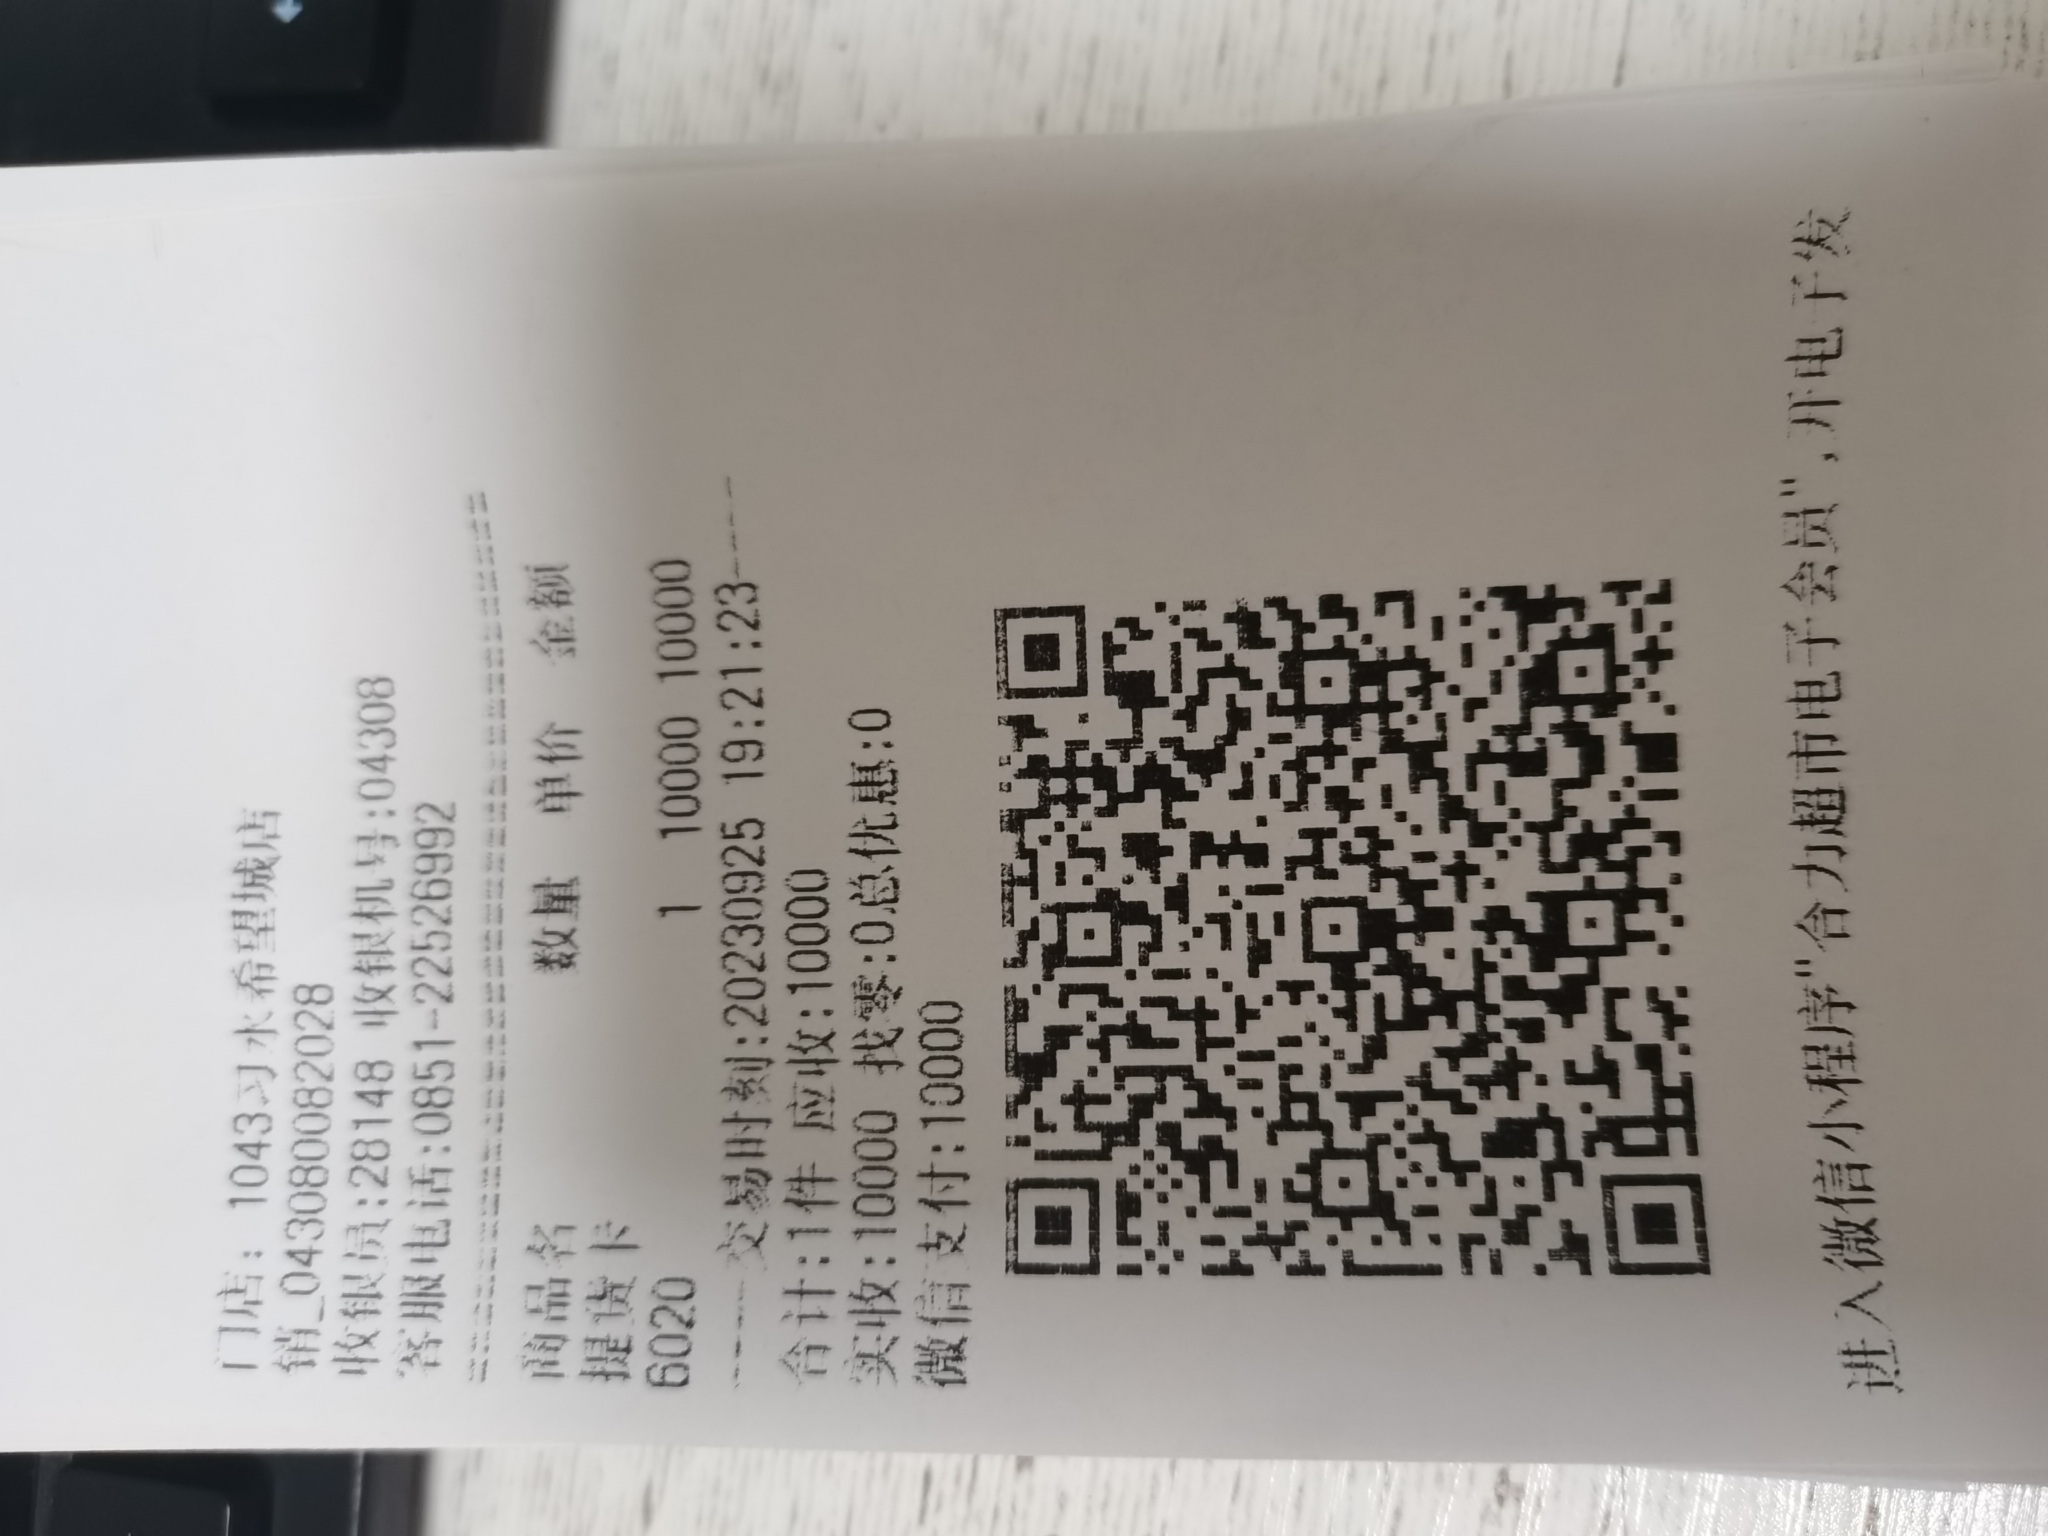 门店: 1043习水希望城店
销_043080082028
收银员:28148 收银机号:04308
客服电话:0851-22526992
================================
商品名 数量 单价 金额
提货卡
6020 1 10000 10000
-----交易时刻:20230925 19:21:23-----
合计:1件 应收:10000
实收:10000 找零:0总优惠:0
微信支付:10000
进入微信小程序"合力超市电子会员",开电子发